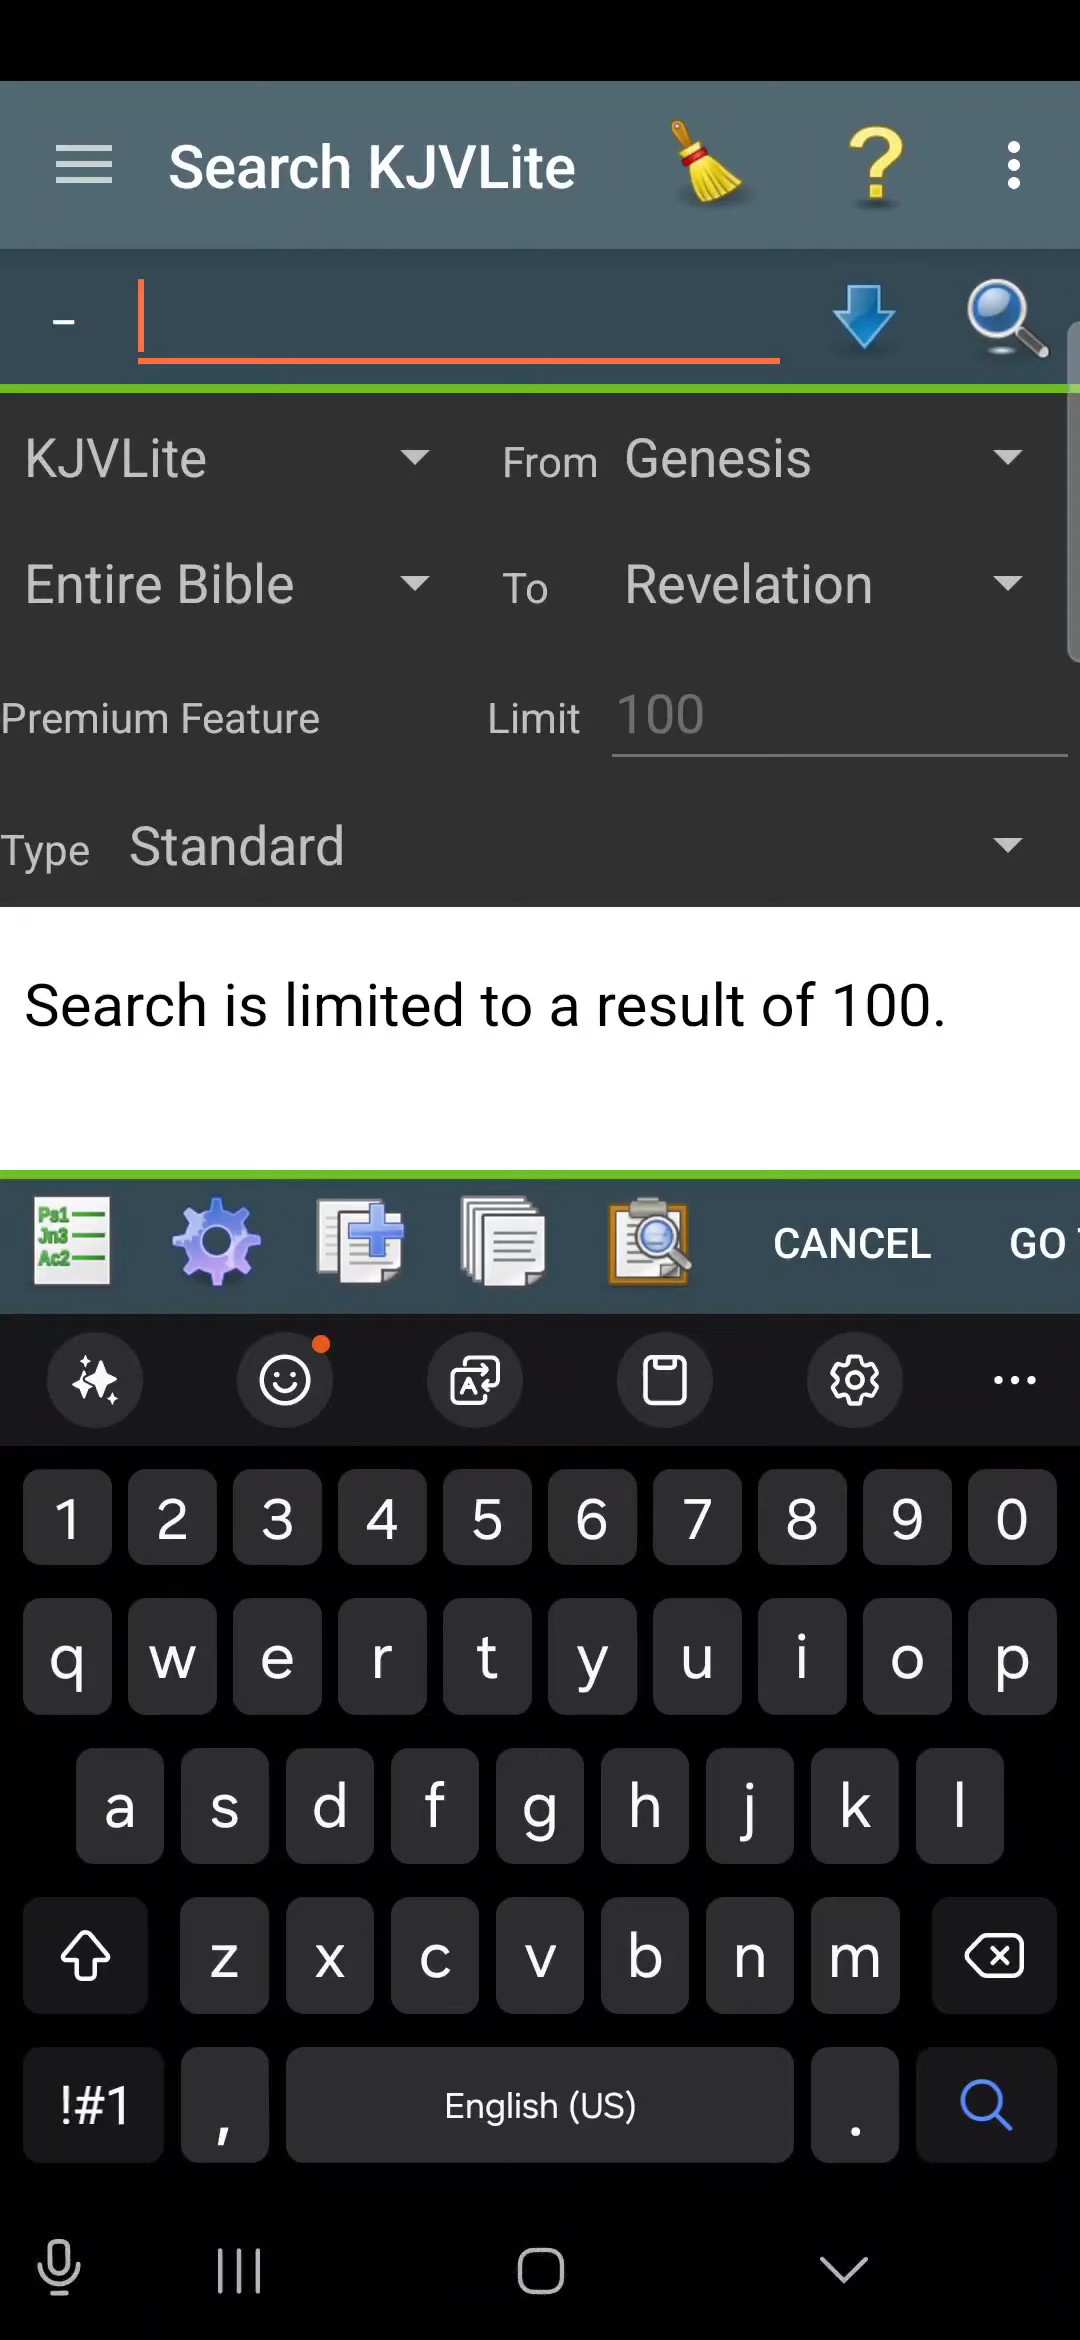 Search KJVLite
?
–
KJVLite From Genesis
Entire Bible To Revelation
Premium Feature Limit 100
Type Standard
Search is limited to a result of 100.
Ps1
Jn3
Ac2
CANCEL GO
1 2 3 4 5 6 7 8 9 0
q w e r t y u i o p
a s d f g h j k l
z x c v b n m
!#1 , English (US) .